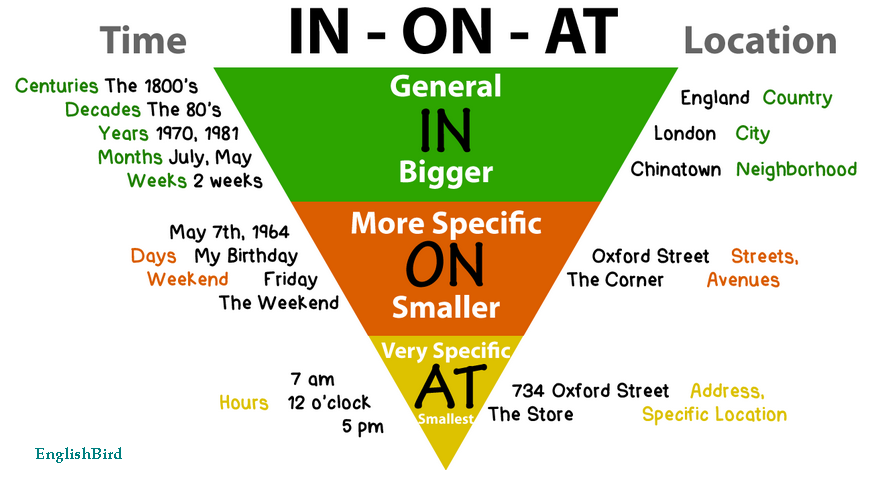 Time
IN - ON - AT
Location
Centuries The 1800's
Decades The 80's
Years 1970, 1981
Months July, May
Weeks 2 weeks
General
IN
Bigger
England Country
London City
Chinatown Neighborhood
May 7th, 1964
Days My Birthday
Weekend Friday
The Weekend
More Specific
ON
Smaller
Oxford Street Streets,
The Corner Avenues
7 am
Hours 12 o'clock
5 pm
Very Specific
AT
Smallest
734 Oxford Street Address,
The Store Specific Location
EnglishBird